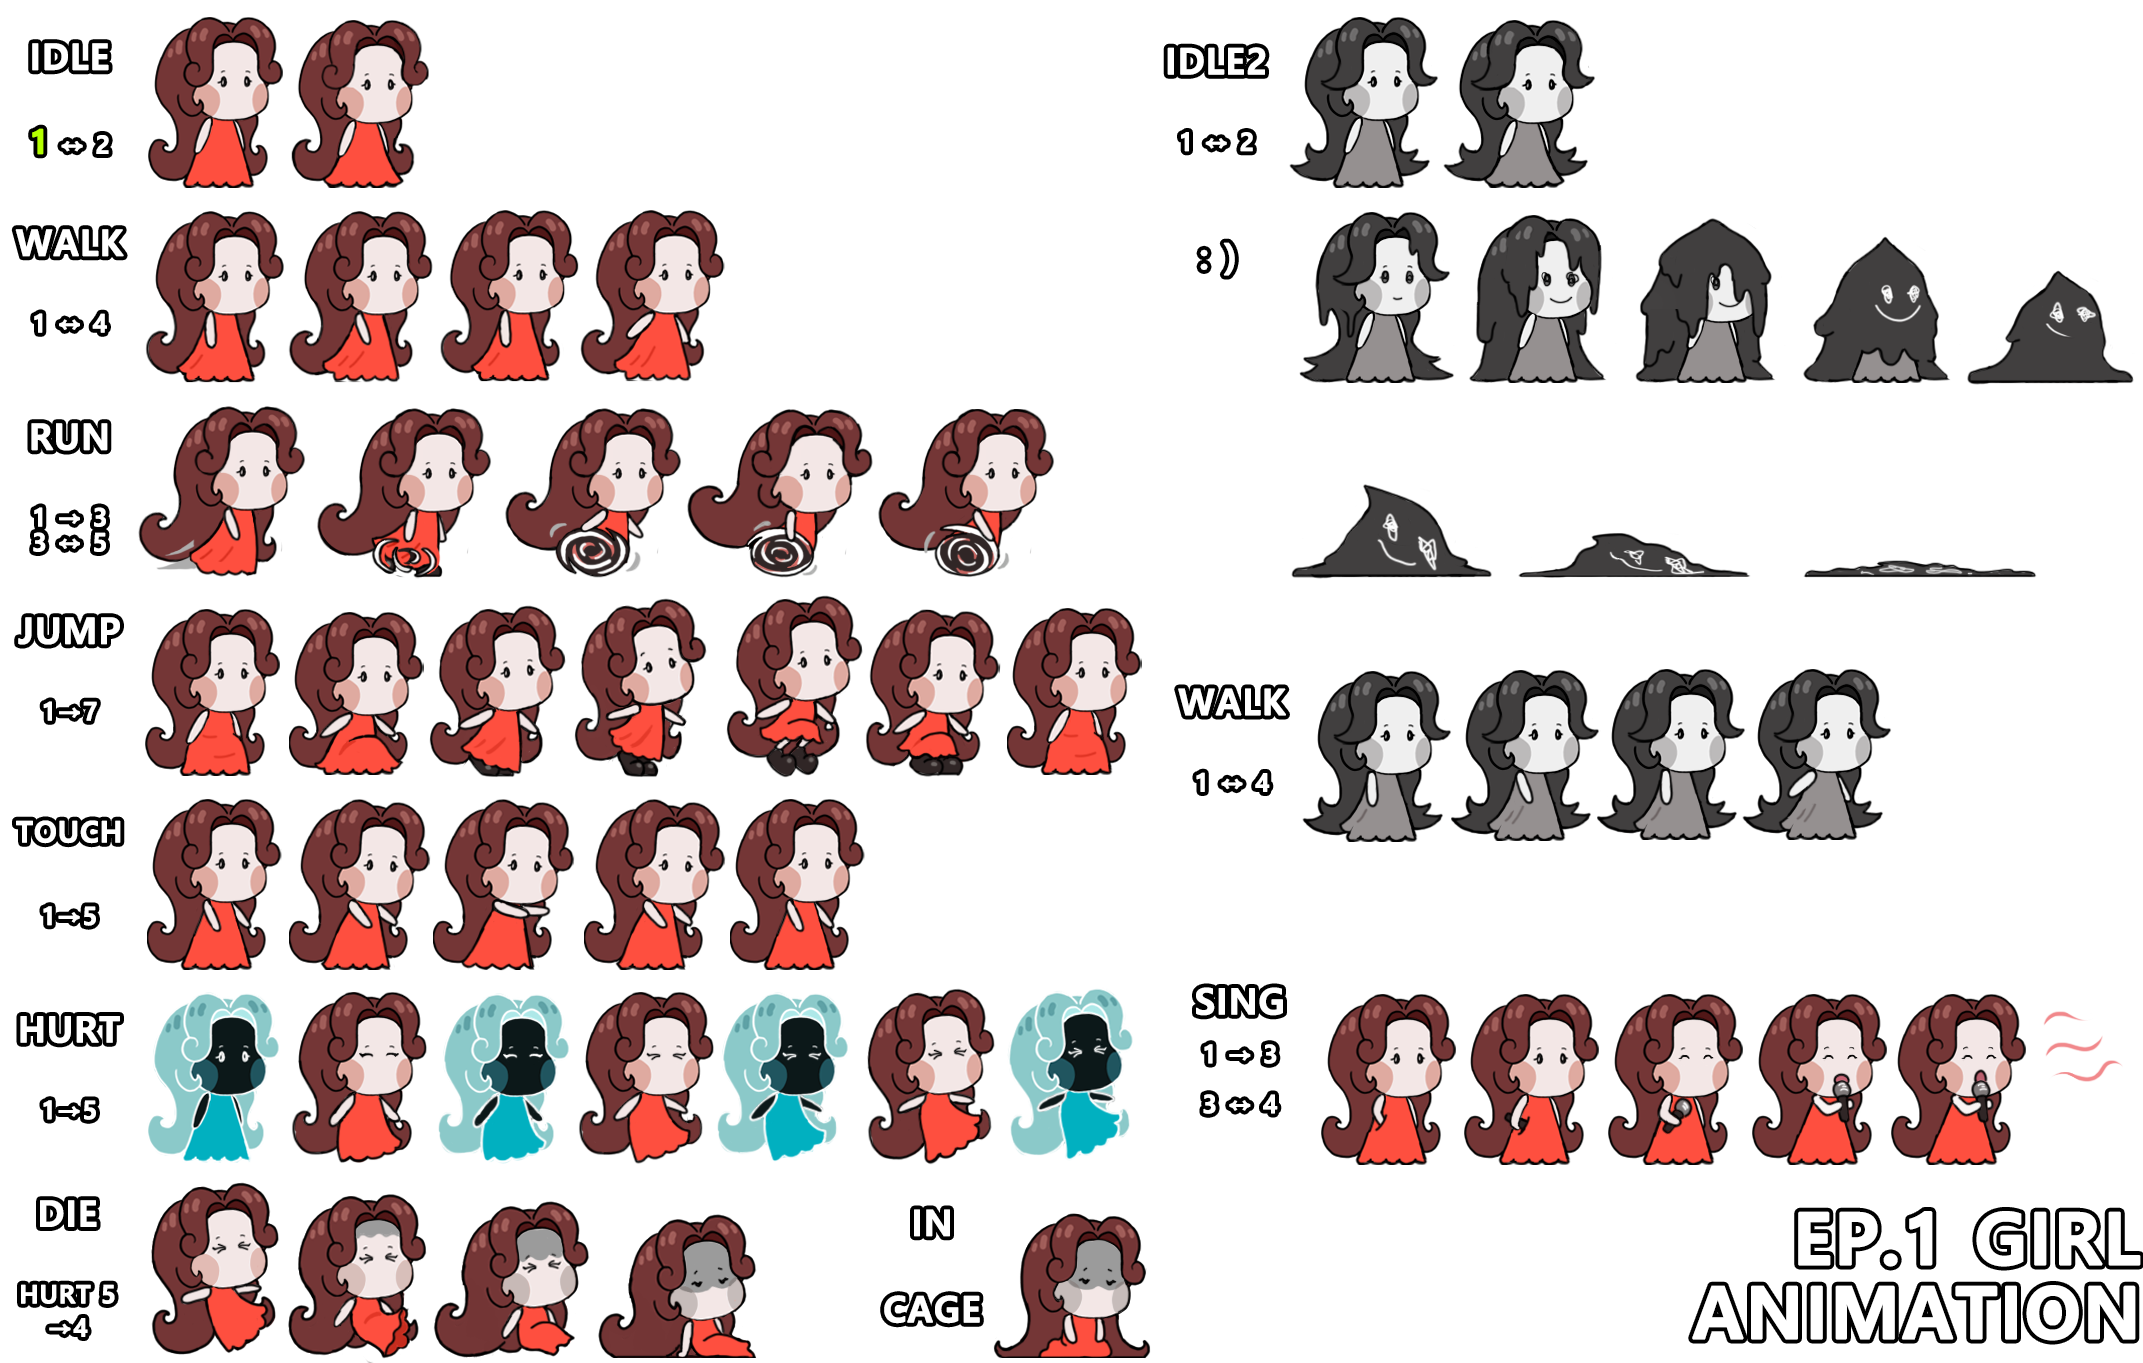 IDLE
1 ↔ 2
WALK
1 ↔ 4
RUN
1 → 3
3 ↔ 5
JUMP
1→7
TOUCH
1→5
HURT
1→5
DIE
HURT 5
→4
IN
CAGE
IDLE2
1 ↔ 2
8)
WALK
1 ↔ 4
SING
1 → 3
3 ↔ 4
EP.1 GIRL
ANIMATION